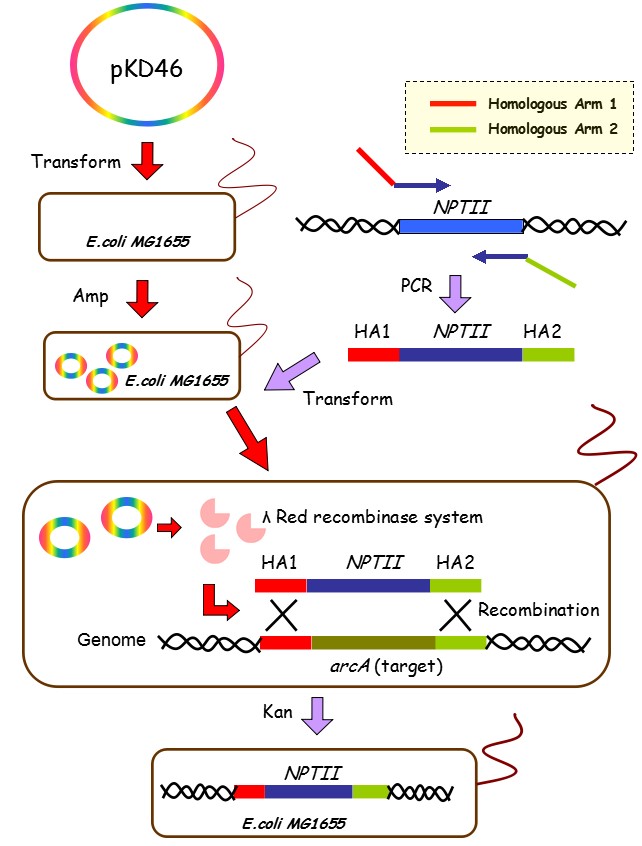 pKD46
Homologous Arm 1
Homologous Arm 2
Transform
E.coli MG1655
NPTII
Amp
PCR
HA1 NPTII HA2
E.coli MG1655
Transform
λ Red recombinase system
HA1 NPTII HA2
Recombination
Genome
arcA (target)
Kan
NPTII
E.coli MG1655